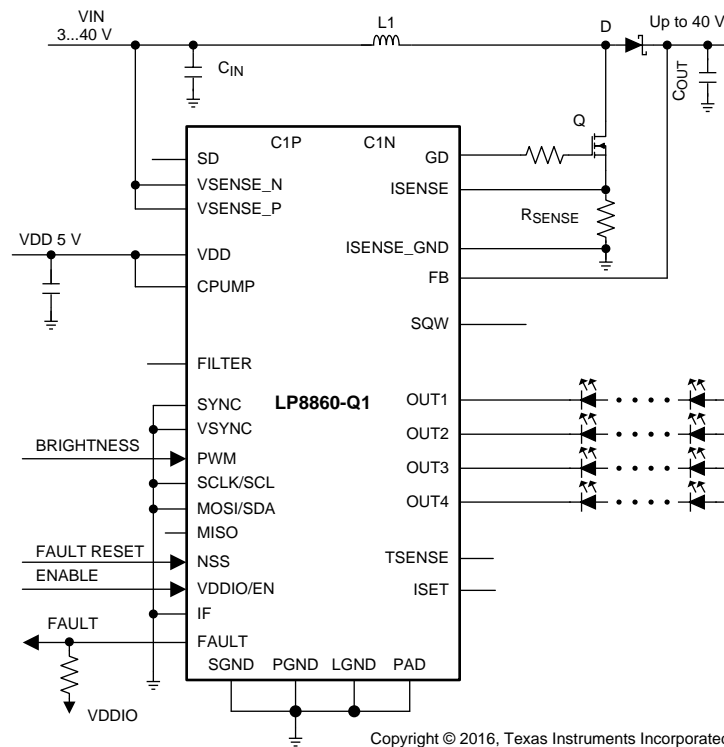 VIN
3...40 V
L1
D
Up to 40 V
CIN
COUT
Q
C1P
C1N
SD
GD
VSENSE_N
ISENSE
VSENSE_P
RSENSE
VDD 5 V
VDD
ISENSE_GND
CPUMP
FB
SQW
FILTER
LP8860-Q1
SYNC
OUT1
VSYNC
BRIGHTNESS
PWM
OUT2
SCLK/SCL
OUT3
MOSI/SDA
OUT4
MISO
FAULT RESET
NSS
TSENSE
ENABLE
VDDIO/EN
ISET
IF
FAULT
FAULT
SGND
PGND
LGND
PAD
VDDIO
Copyright © 2016, Texas Instruments Incorporated